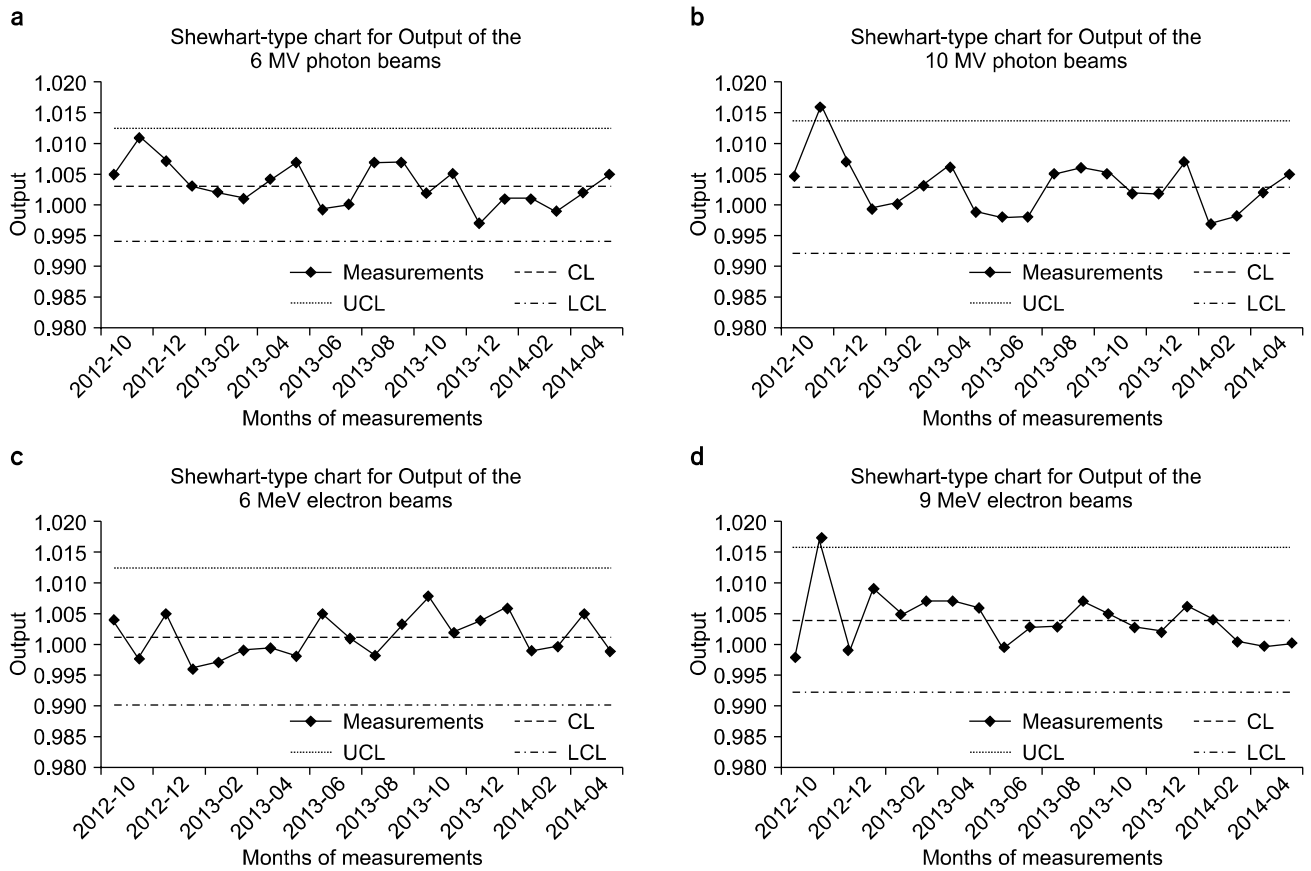 a
Shewhart-type chart for Output of the
6 MV photon beams
1.020
1.015
1.010
1.005
1.000
0.995
0.990
0.985
0.980
Output
Measurements
CL
UCL
LCL
2012-10
2012-12
2013-02
2013-04
2013-06
2013-08
2013-10
2013-12
2014-02
2014-04
Months of measurements
b
Shewhart-type chart for Output of the
10 MV photon beams
1.020
1.015
1.010
1.005
1.000
0.995
0.990
0.985
0.980
Output
Measurements
CL
UCL
LCL
2012-10
2012-12
2013-02
2013-04
2013-06
2013-08
2013-10
2013-12
2014-02
2014-04
Months of measurements
c
Shewhart-type chart for Output of the
6 MeV electron beams
1.020
1.015
1.010
1.005
1.000
0.995
0.990
0.985
0.980
Output
Measurements
CL
UCL
LCL
2012-10
2012-12
2013-02
2013-04
2013-06
2013-08
2013-10
2013-12
2014-02
2014-04
Months of measurements
d
Shewhart-type chart for Output of the
9 MeV electron beams
1.020
1.015
1.010
1.005
1.000
0.995
0.990
0.985
0.980
Output
Measurements
CL
UCL
LCL
2012-10
2012-12
2013-02
2013-04
2013-06
2013-08
2013-10
2013-12
2014-02
2014-04
Months of measurements